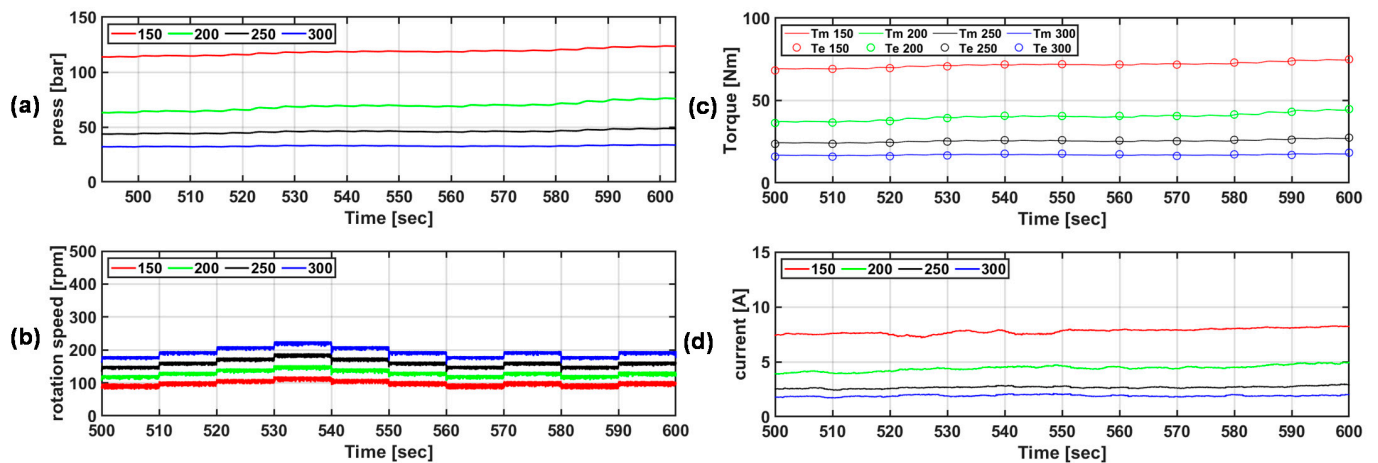 (a)
press [bar]
150
100
50
0
150 200 250 300
500 510 520 530 540 550 560 570 580 590 600
Time [sec]
(c)
Torque [Nm]
100
50
0
Tm 150 Tm 200 Tm 250 Tm 300
Te 150 Te 200 Te 250 Te 300
500 510 520 530 540 550 560 570 580 590 600
Time [sec]
(b)
rotation speed [rpm]
500
400
300
200
100
0
150 200 250 300
500 510 520 530 540 550 560 570 580 590 600
Time [sec]
(d)
current [A]
15
10
5
0
150 200 250 300
500 510 520 530 540 550 560 570 580 590 600
Time [sec]